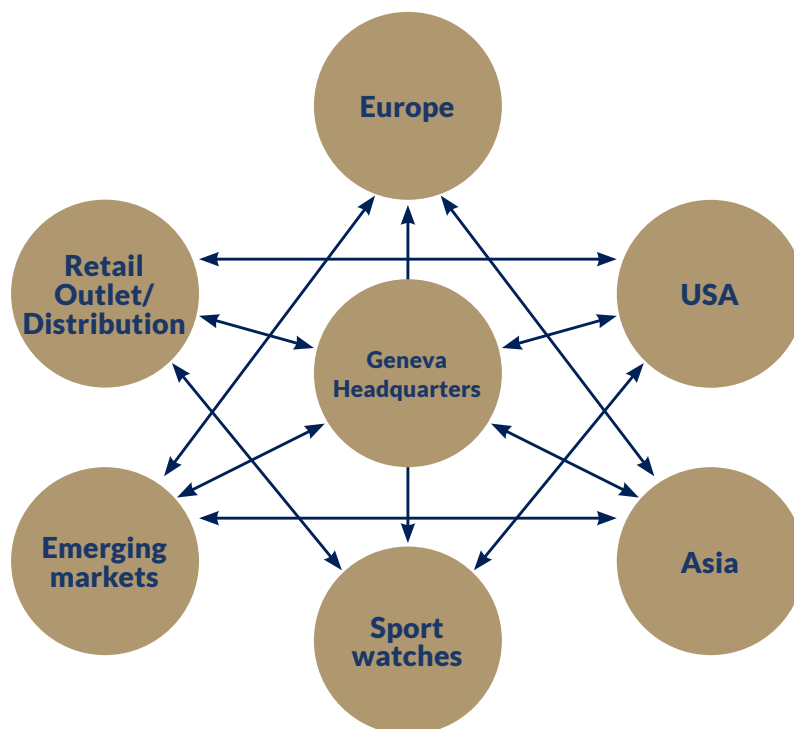 Europe
Retail
Outlet/
Distribution
USA
Geneva
Headquarters
Emerging
markets
Asia
Sport
watches